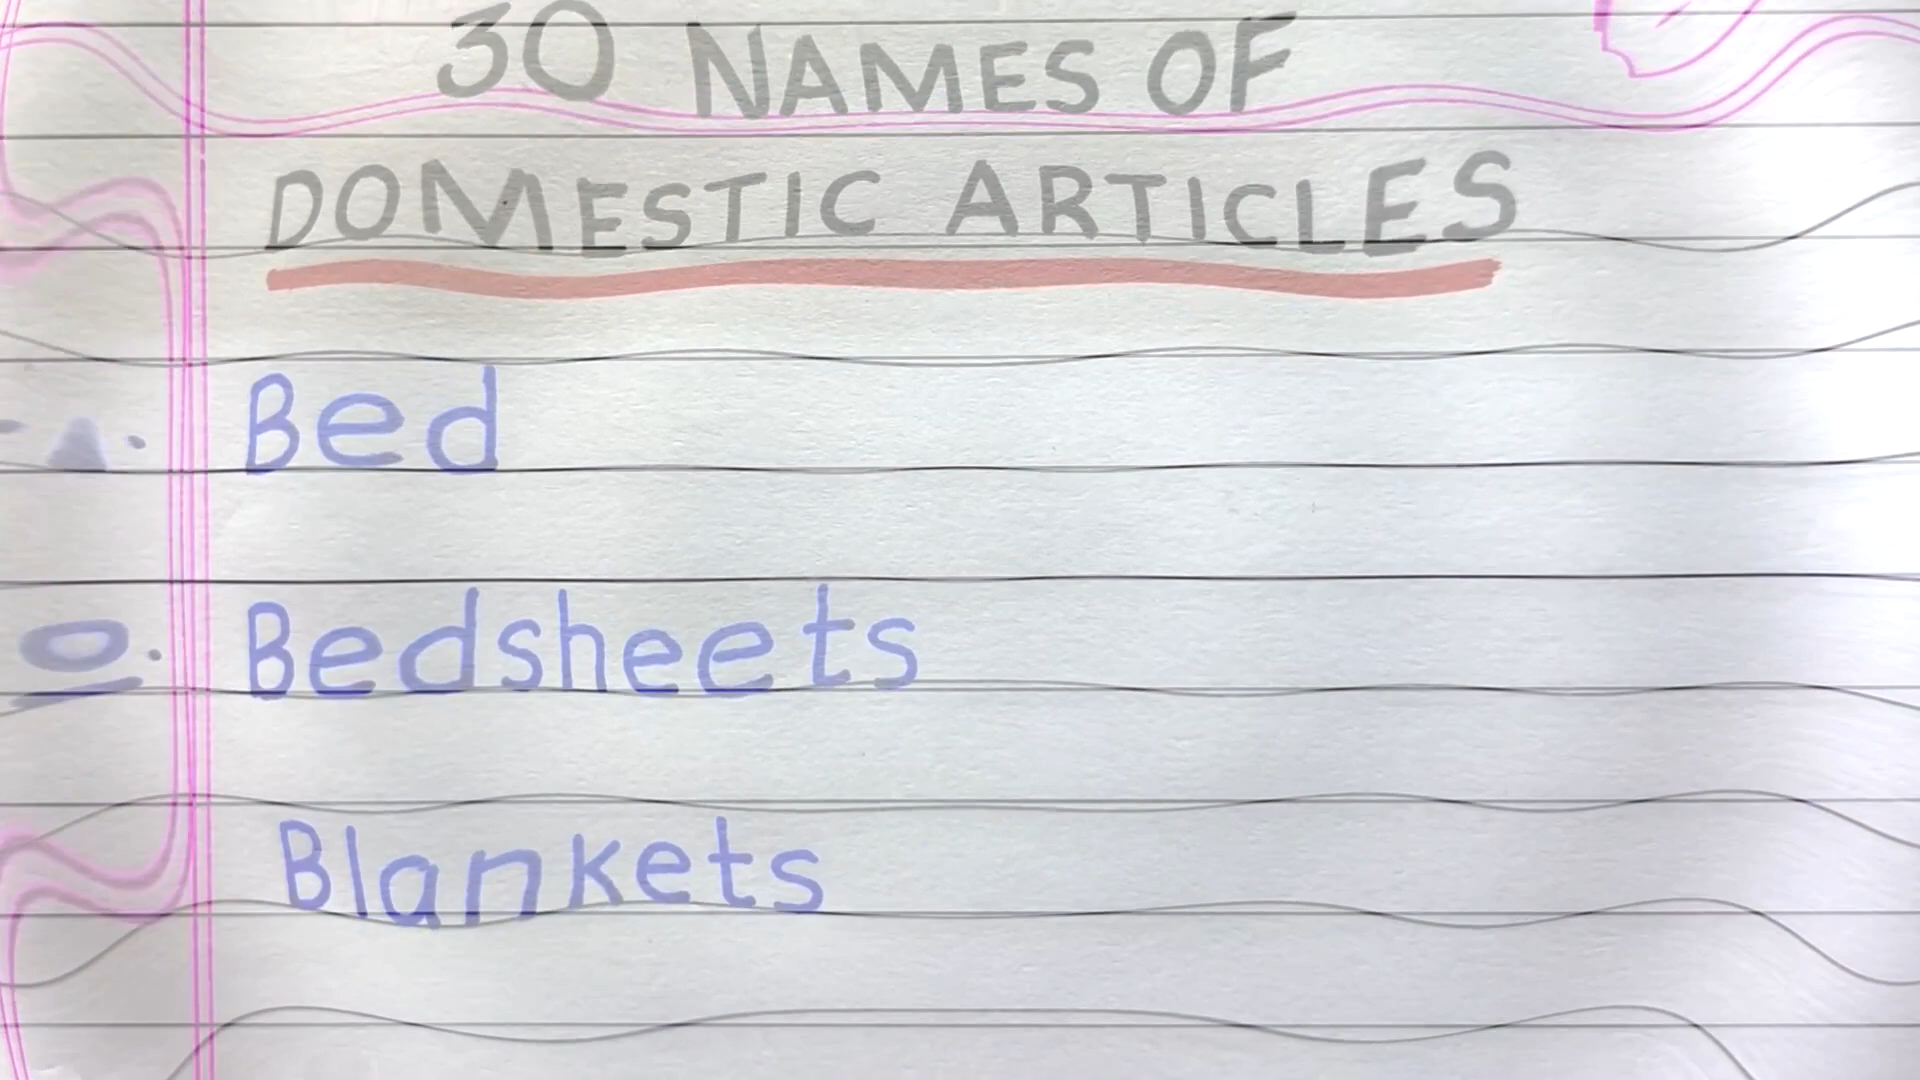 30 NAMES OF
DOMESTIC ARTICLES
Bed
Bedsheets
Blankets